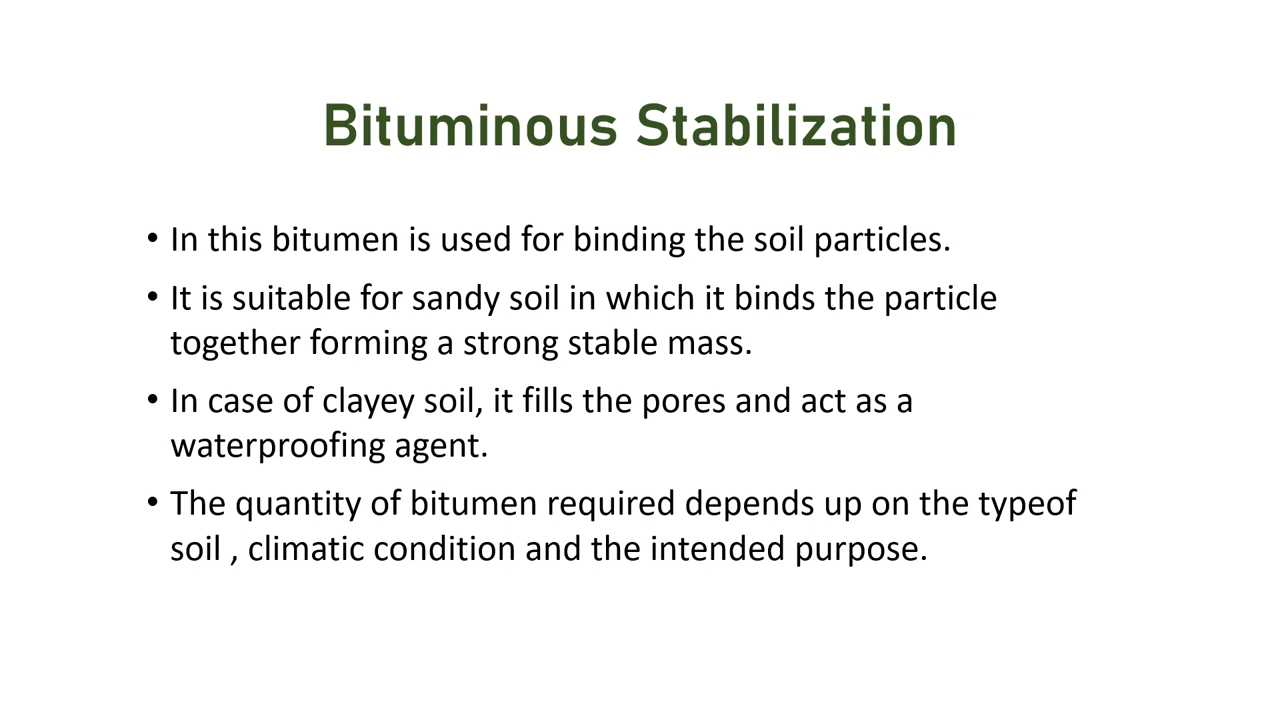 Bituminous Stabilization
• In this bitumen is used for binding the soil particles.
• It is suitable for sandy soil in which it binds the particle
together forming a strong stable mass.
• In case of clayey soil, it fills the pores and act as a
waterproofing agent.
• The quantity of bitumen required depends up on the typeof
soil , climatic condition and the intended purpose.